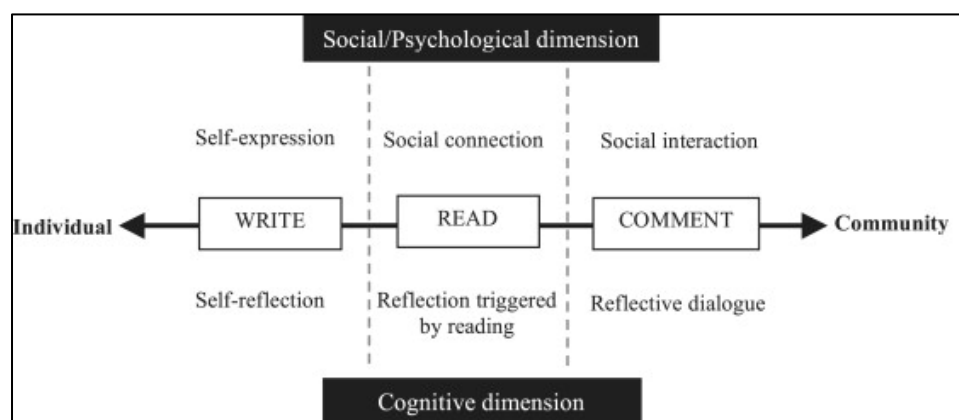 Social/Psychological dimension
Self-expression
Social connection
Social interaction
Individual
WRITE
READ
COMMENT
Community
Self-reflection
Reflection triggered
by reading
Reflective dialogue
Cognitive dimension